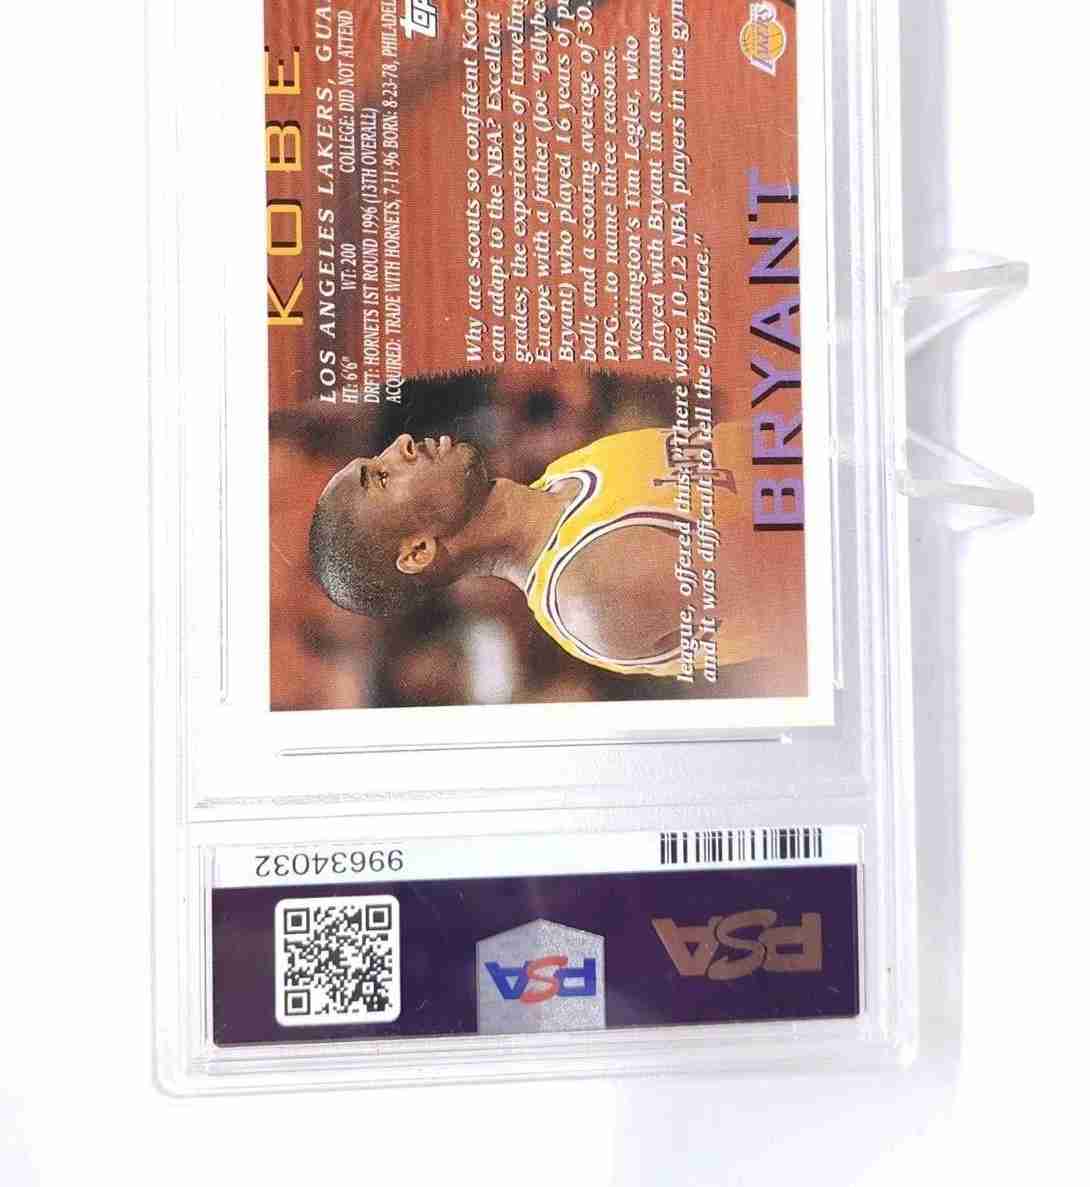 KOBE
LOS ANGELES LAKERS, GUA
HT: 6'6" WT: 200 COLLEGE: DID NOT ATTEND
DRFT: HORNETS 1ST ROUND 1996 (13TH OVERALL)
ACQUIRED: TRADE WITH HORNETS, 7-11-96 BORN: 8-23-78, PHILADEL
Why are scouts so confident Kobe
can adapt to the NBA? Excellent
grades; the experience of traveling
Europe with a father (Joe "Jellybe
Bryant) who played 16 years of p
ball; and a scoring average of 30.
PPG...to name three reasons.
Washington's Tim Legler, who
played with Bryant in a summer
league, offered this: "There were 10-12 NBA players in the gym
and it was difficult to tell the difference."
BRYANT
99634032
PSA
PSA